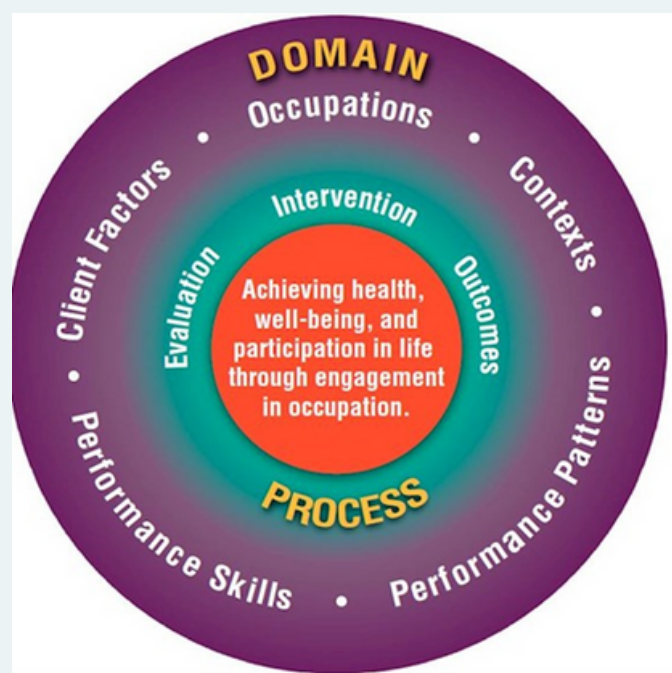 DOMAIN
Occupations
Contexts
Performance Patterns
Performance Skills
Client Factors
Intervention
Outcomes
Evaluation
Achieving health,
well-being, and
participation in life
through engagement
in occupation.
PROCESS